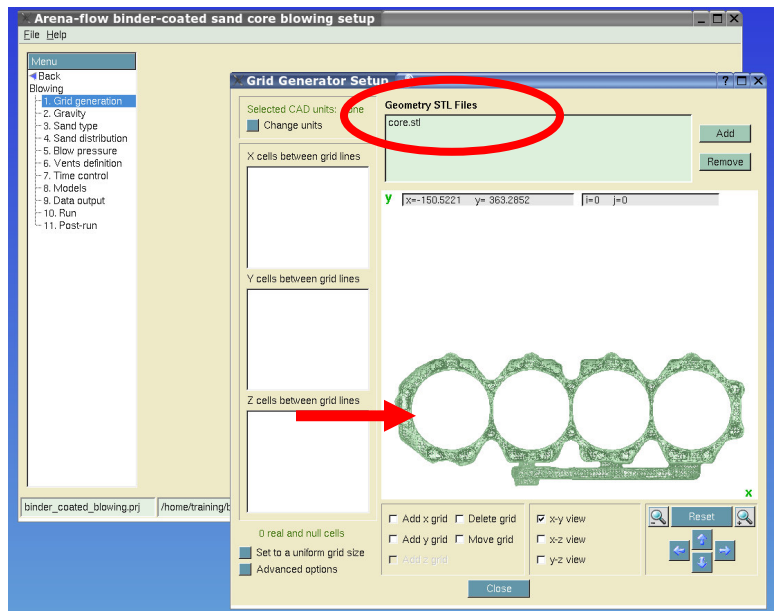 Arena-flow binder-coated sand core blowing setup
File Help
Menu
Back
Blowing
1. Grid generation
2. Gravity
3. Sand type
4. Sand distribution
5. Blow pressure
6. Vents definition
7. Time control
8. Models
9. Data output
10. Run
11. Post-run
binder_coated_blowing.prj /home/training/b
Grid Generator Setup
Selected CAD units:
Change units
Geometry STL Files
core.stl
Add
Remove
X cells between grid lines
Y cells between grid lines
Z cells between grid lines
y x=-150.5221 y= 363.2852 i=0 j=0
x
0 real and null cells
Set to a uniform grid size
Advanced options
Add x grid Delete grid
Add y grid Move grid
Add z grid
x-y view
x-z view
y-z view
Reset
Close